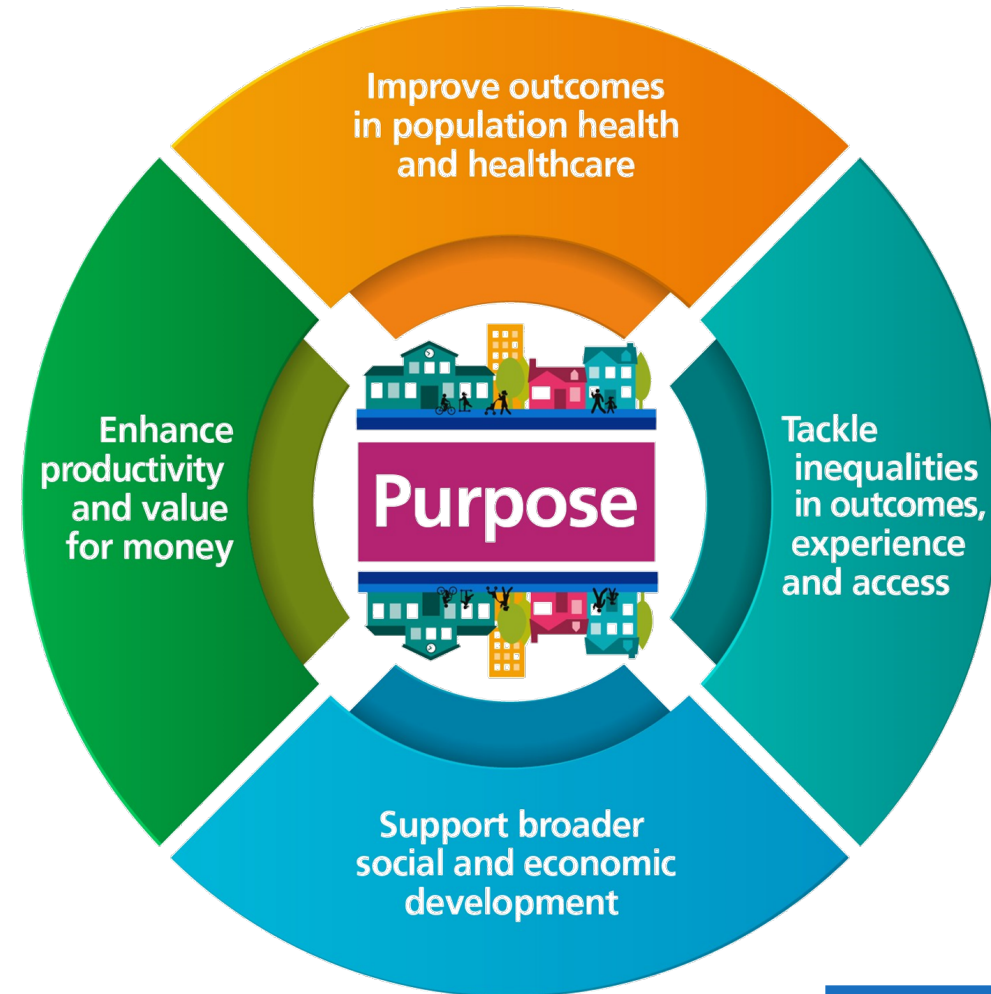 Improve outcomes
in population health
and healthcare
Tackle
inequalities
in outcomes,
experience
and access
Support broader
social and economic
development
Enhance
productivity
and value
for money
Purpose